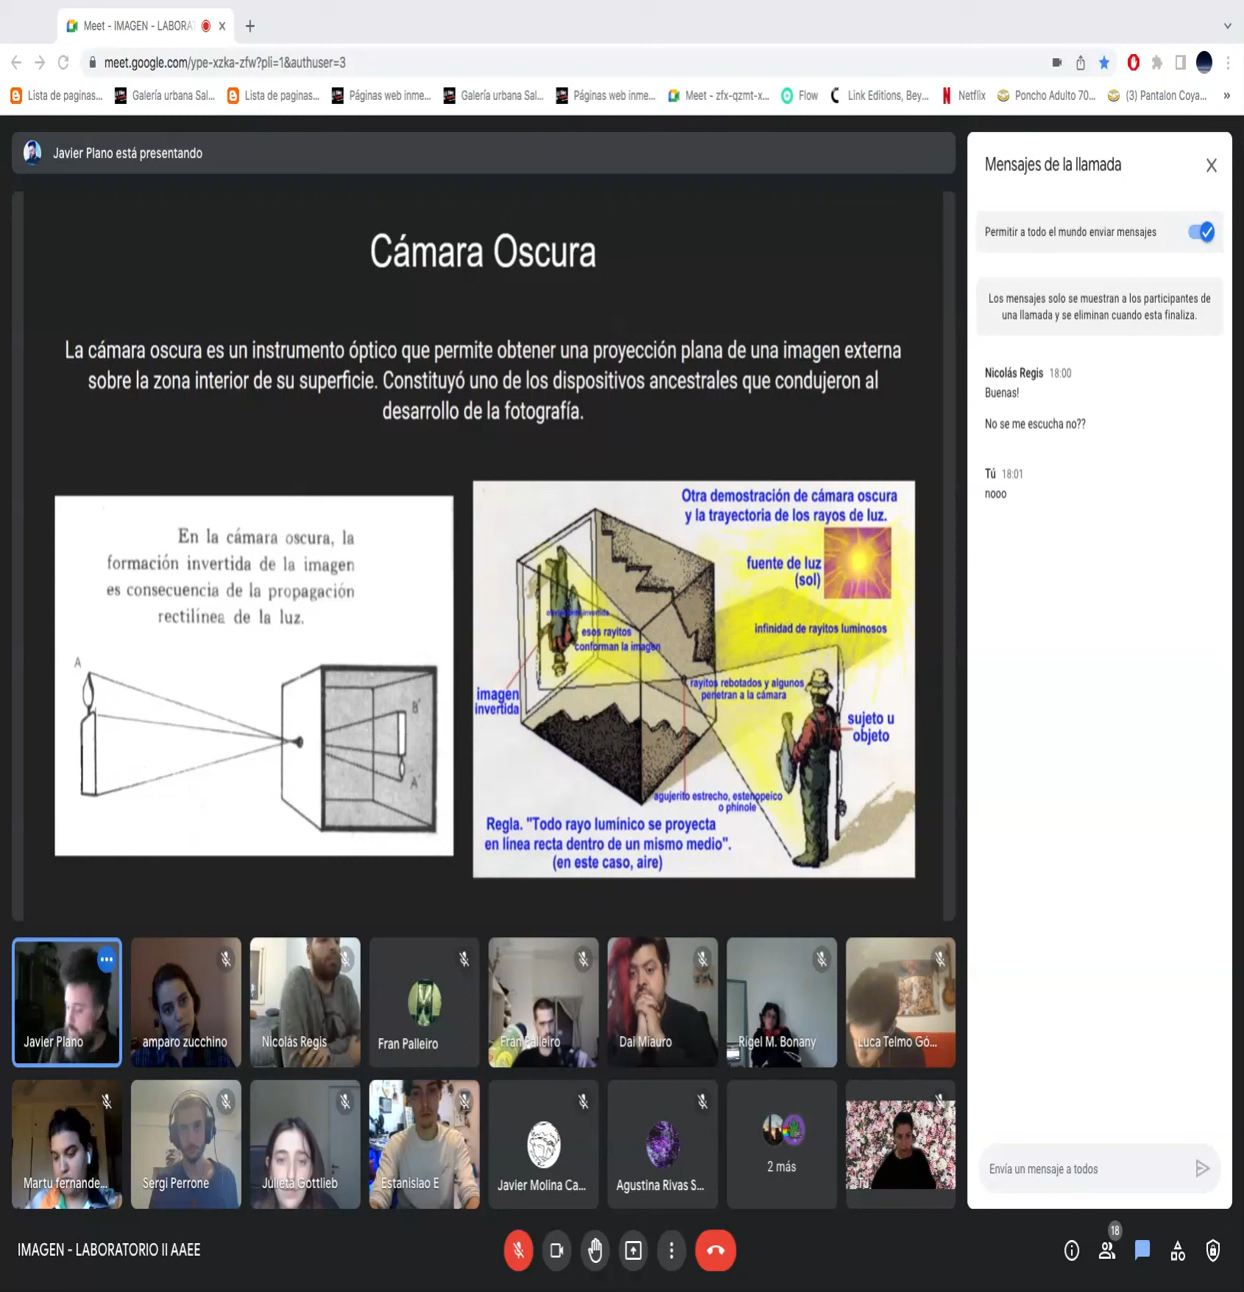 Meet - IMAGEN - LABORA
meet.google.com/ype-xzka-zfw?pli=1&authuser=3
Lista de paginas...
Galería urbana Sal...
Lista de paginas...
Páginas web inme...
Galería urbana Sal...
Páginas web inme...
Meet - zfx-qzmt-x...
Flow
Link Editions, Bey...
Netflix
Poncho Adulto 70...
(3) Pantalon Coya...
»
Javier Plano está presentando
Cámara Oscura
La cámara oscura es un instrumento óptico que permite obtener una proyección plana de una imagen externa
sobre la zona interior de su superficie. Constituyó uno de los dispositivos ancestrales que condujeron al
desarrollo de la fotografía.
En la cámara oscura, la
formación invertida de la imagen
es consecuencia de la propagación
rectilínea de la luz.
A
B'
A'
Otra demostración de cámara oscura
y la trayectoria de los rayos de luz.
fuente de luz
(sol)
infinidad de rayitos luminosos
esos rayitos
conforman la imagen
rayitos rebotados y algunos
penetran a la cámara
imagen
invertida
sujeto u
objeto
agujerito estrecho, estenopeico
o phinole
Regla. "Todo rayo lumínico se proyecta
en línea recta dentro de un mismo medio".
(en este caso, aire)
Javier Plano
amparo zucchino
Nicolás Regis
Fran Palleiro
Fran Palleiro
Dai Miauro
Rigel M. Bonany
Luca Telmo Gó...
Martu fernande...
Sergi Perrone
Julieta Gottlieb
Estanislao E
Javier Molina Ca...
Agustina Rivas S...
2 más
IMAGEN - LABORATORIO II AAEE
18
Mensajes de la llamada
Permitir a todo el mundo enviar mensajes
Los mensajes solo se muestran a los participantes de
una llamada y se eliminan cuando esta finaliza.
Nicolás Regis 18:00
Buenas!
No se me escucha no??
Tú 18:01
nooo
Envía un mensaje a todos